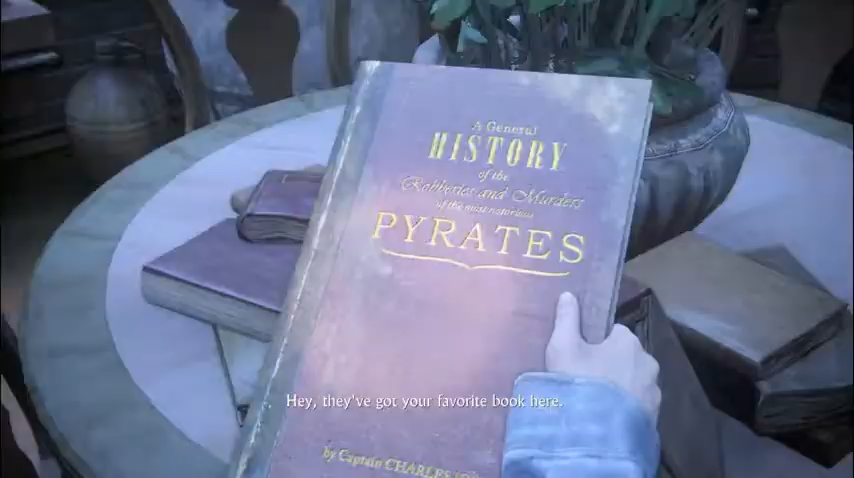 A General
HISTORY
of the
Robberies and Murders
of the most notorious
PYRATES
Hey, they've got your favorite book here.
by Captain CHARLES